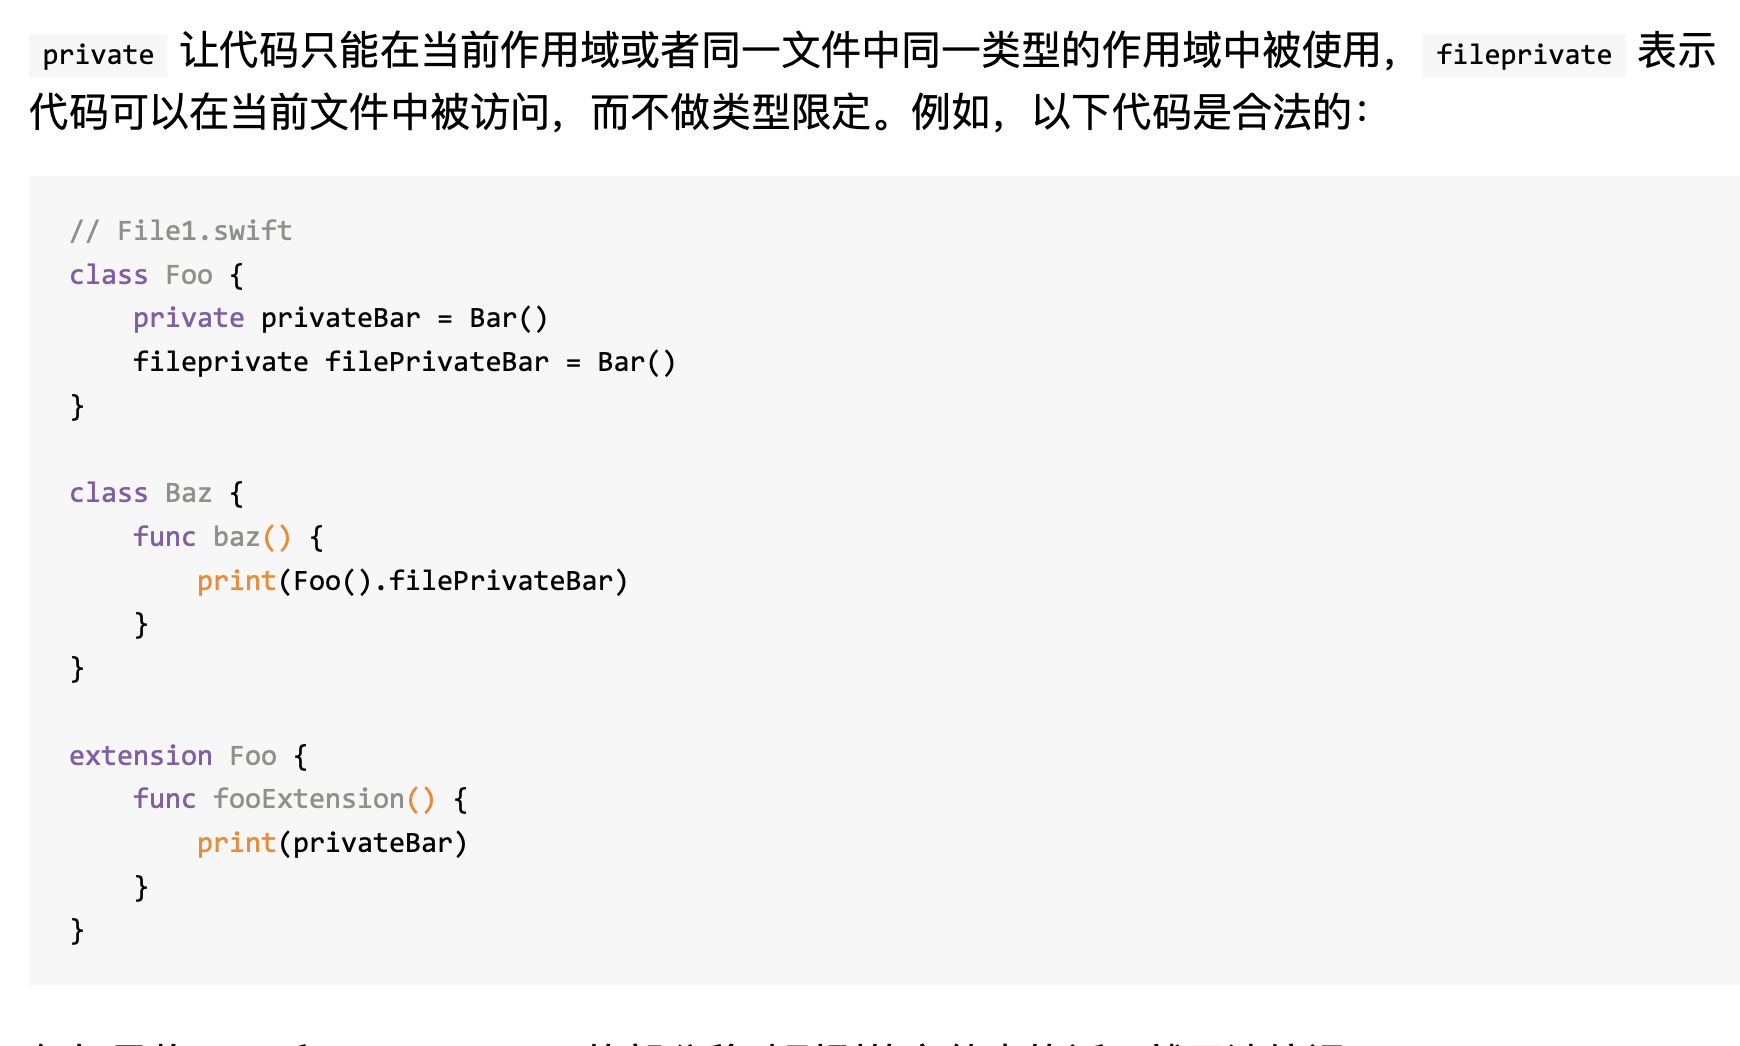 private 让代码只能在当前作用域或者同一文件中同一类型的作用域中被使用， fileprivate 表示
代码可以在当前文件中被访问，而不做类型限定。例如，以下代码是合法的：
// File1.swift
class Foo {
    private privateBar = Bar()
    fileprivate filePrivateBar = Bar()
}
class Baz {
    func baz() {
        print(Foo().filePrivateBar)
    }
}
extension Foo {
    func fooExtension() {
        print(privateBar)
    }
}